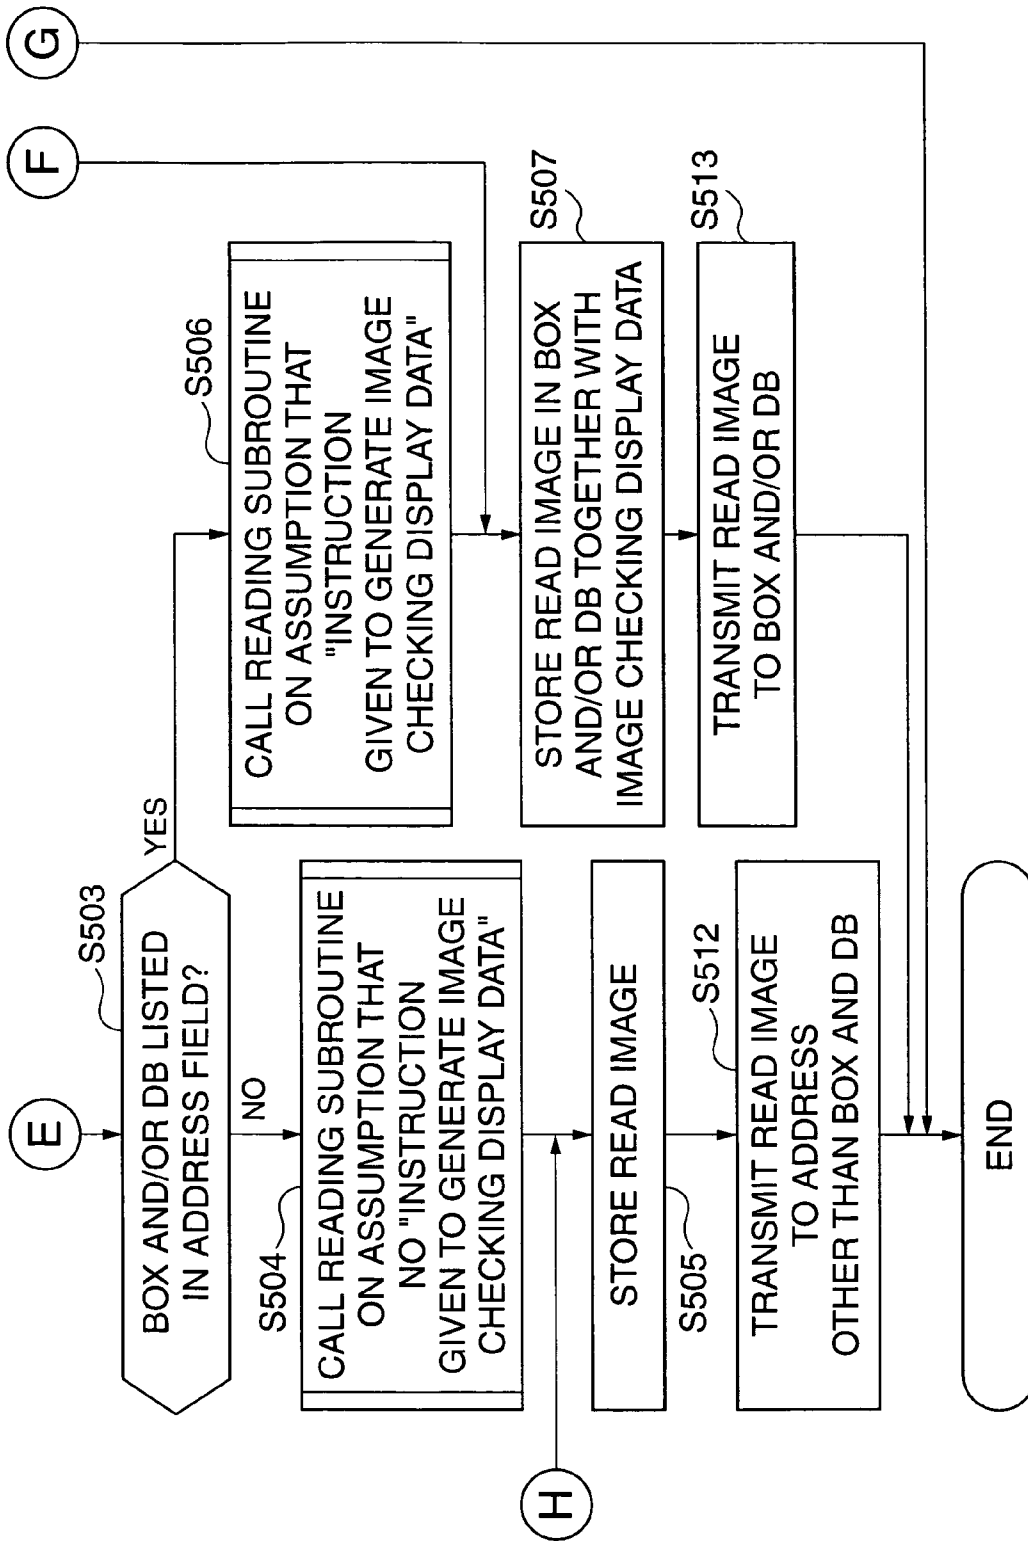 E
F
G
S503
BOX AND/OR DB LISTED
IN ADDRESS FIELD?
YES
NO
S504
CALL READING SUBROUTINE
ON ASSUMPTION THAT
NO "INSTRUCTION
GIVEN TO GENERATE IMAGE
CHECKING DISPLAY DATA"
S506
CALL READING SUBROUTINE
ON ASSUMPTION THAT
"INSTRUCTION
GIVEN TO GENERATE IMAGE
CHECKING DISPLAY DATA"
H
STORE READ IMAGE
S505
S507
STORE READ IMAGE IN BOX
AND/OR DB TOGETHER WITH
IMAGE CHECKING DISPLAY DATA
S512
TRANSMIT READ IMAGE
TO ADDRESS
OTHER THAN BOX AND DB
S513
TRANSMIT READ IMAGE
TO BOX AND/OR DB
END